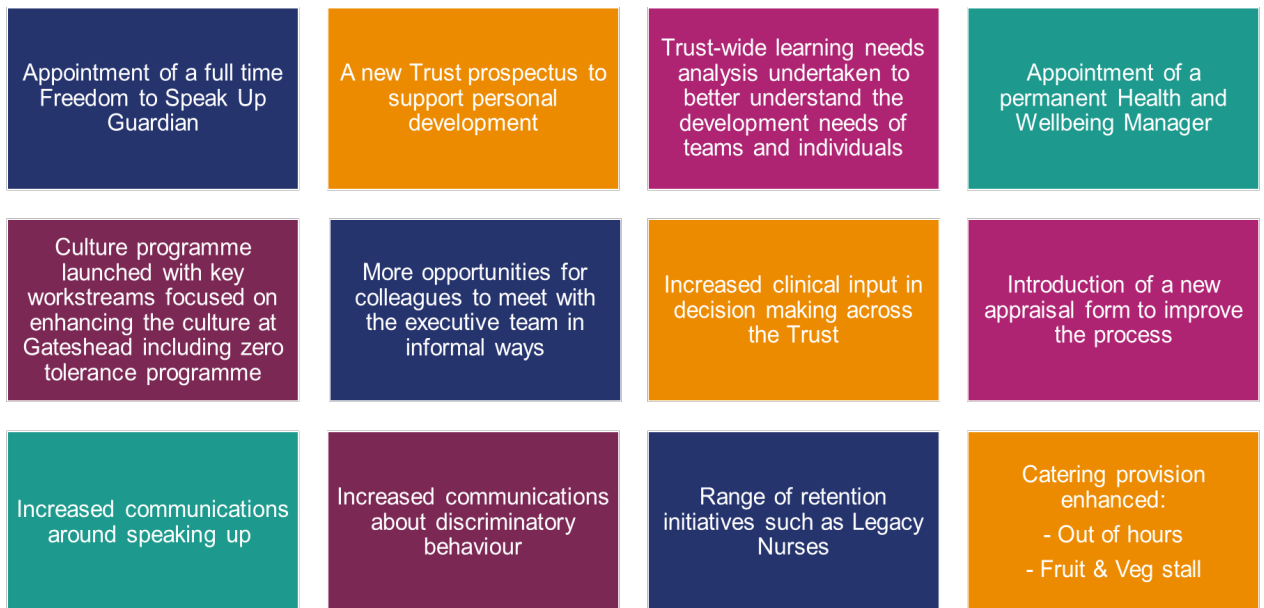 Appointment of a full time
Freedom to Speak Up
Guardian
A new Trust prospectus to
support personal
development
Trust-wide learning needs
analysis undertaken to
better understand the
development needs of
teams and individuals
Appointment of a
permanent Health and
Wellbeing Manager
Culture programme
launched with key
workstreams focused on
enhancing the culture at
Gateshead including zero
tolerance programme
More opportunities for
colleagues to meet with
the executive team in
informal ways
Increased clinical input in
decision making across
the Trust
Introduction of a new
appraisal form to improve
the process
Increased communications
around speaking up
Increased communications
about discriminatory
behaviour
Range of retention
initiatives such as Legacy
Nurses
Catering provision
enhanced:
- Out of hours
- Fruit & Veg stall